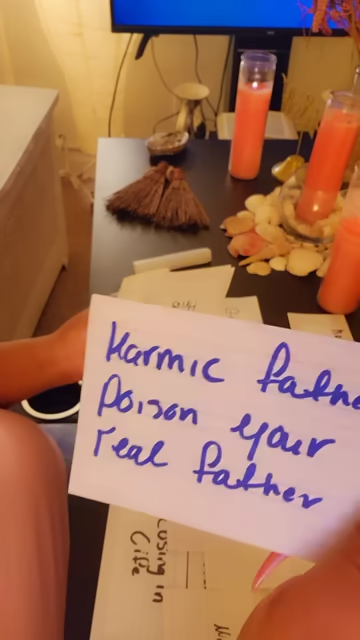 Karmic fathe
Poison your
real father
losing in